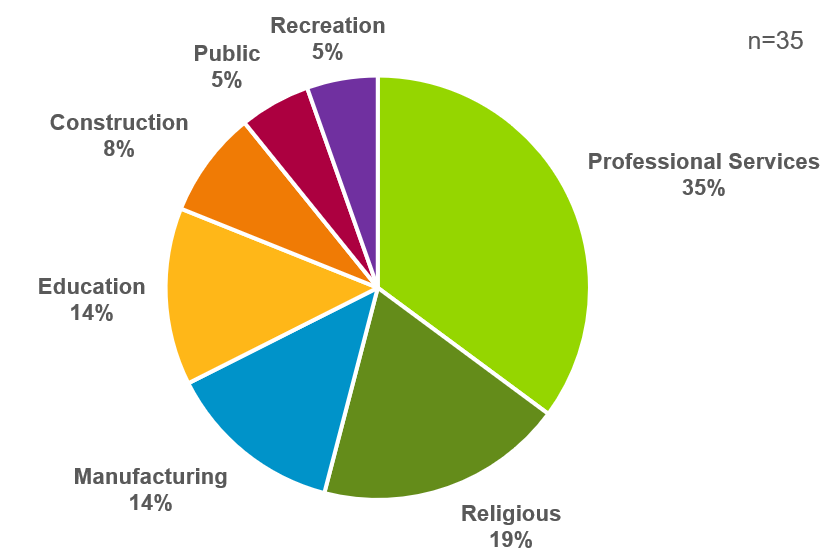 Recreation
5%
n=35
Public
5%
Construction
8%
Professional Services
35%
Education
14%
Manufacturing
14%
Religious
19%